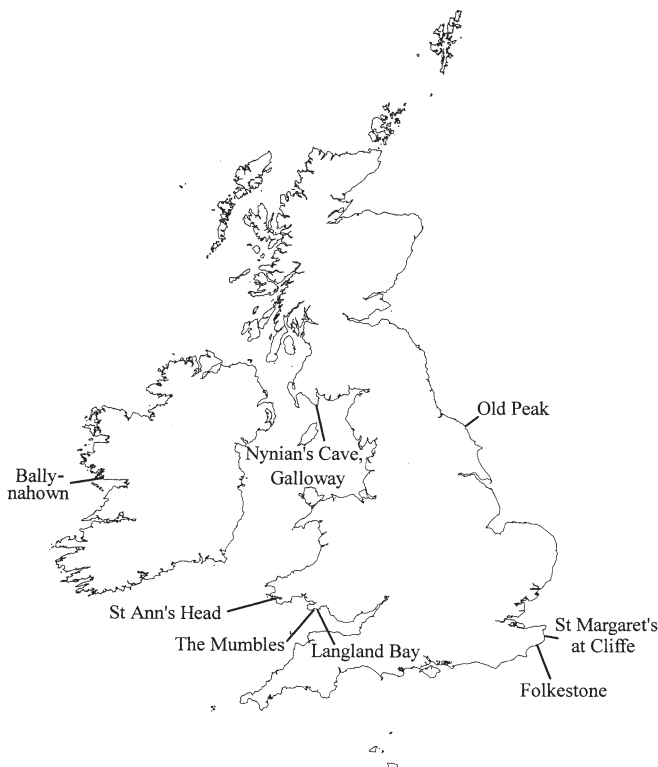 Old Peak
Nynian's Cave,
Galloway
Bally-
nahown
St Ann's Head
The Mumbles
Langland Bay
St Margaret's
at Cliffe
Folkestone